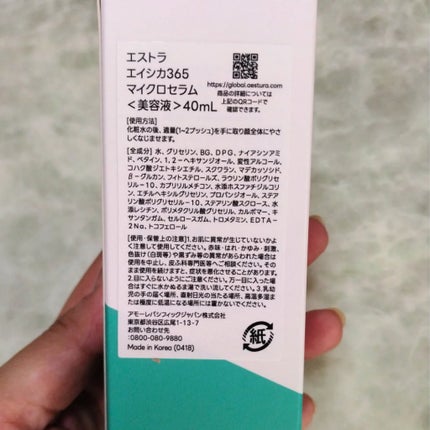 エストラ
エイシカ365
マイクロセラム
<美容液>40mL
https://global.aestura.com
商品の詳細については
上記のQRコードで
確認できます。
[使用方法]
化粧水の後、適量(1~2プッシュ)を手に取り顔全体にやさ
しくなじませます。
[全成分] 水、グリセリン、BG、DPG、ナイアシンアミ
ド、ベタイン、1,2-ヘキサンジオール、変性アルコール、
コハク酸ジエトキシエチル、スクワラン、マデカッソシド、
β-グルカン、フィトステロールズ、ラウリン酸ポリグリセ
リル-10、カプリリルメチコン、水添ホスファチジルコリ
ン、エチルヘキシルグリセリン、プロパンジオール、ステア
リン酸ポリグリセリル-10、ステアリン酸スクロース、水
添レシチン、ポリメタクリル酸グリセリル、カルボマー、キ
サンタンガム、セルロースガム、トロメタミン、EDTA-
2Na、トコフェロール
[使用・保管上の注意] 1.お肌に異常が生じていないかよ
く注意して使用してください。赤味・はれ・かゆみ・刺激、
色抜け(白斑等)や黒ずみ等の異常があらわれた場合は
使用を中止し、皮ふ科専門医等へご相談ください。その
まま使用を続けますと、症状を悪化させることがあります。
2.目に入らないようにご注意ください。万一目に入った場
合はすぐに水かぬるま湯で洗い流してください。3.乳幼
児の手の届く場所、直射日光の当たる場所、高温多湿ま
たは極度に低温になる場所には置かないでください。
アモーレパシフィックジャパン株式会社
東京都渋谷区広尾1-13-7
お問い合わせ
:0800-080-9880
Made in Korea (0418)
紙